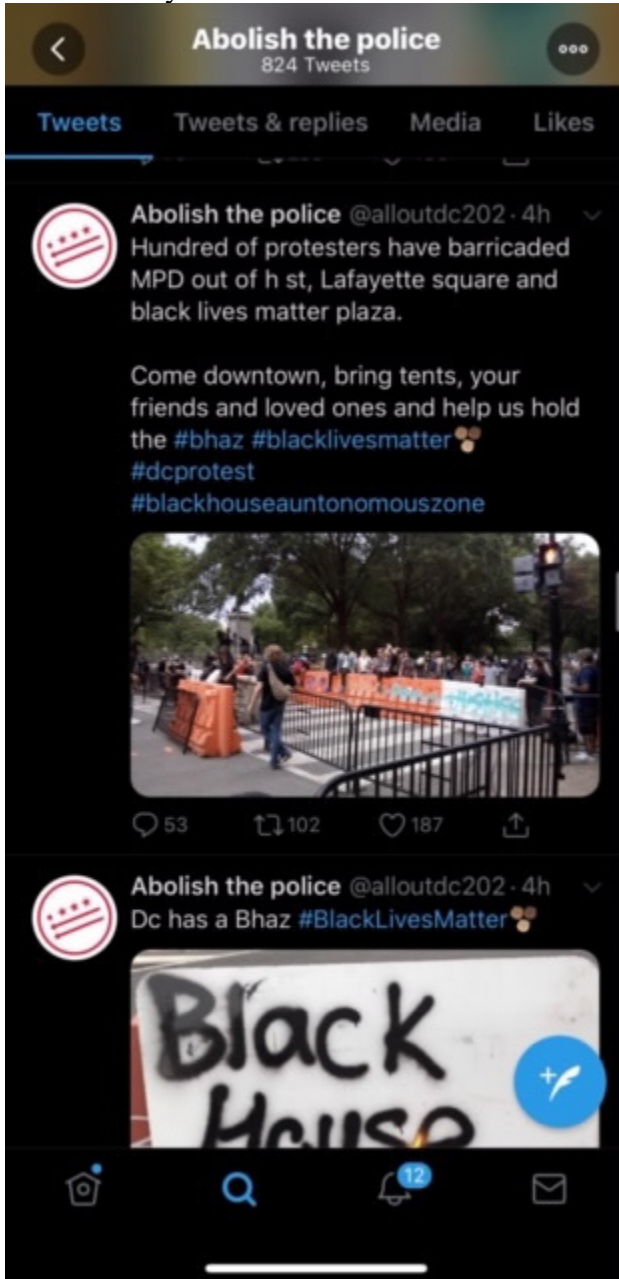 Abolish the police
824 Tweets
Tweets Tweets & replies Media Likes
Abolish the police @alloutdc202 · 4h
Hundred of protesters have barricaded
MPD out of h st, Lafayette square and
black lives matter plaza.
Come downtown, bring tents, your
friends and loved ones and help us hold
the #bhaz #blacklivesmatter
#dcprotest
#blackhouseauntonomouszone
53 102 187
Abolish the police @alloutdc202 · 4h
Dc has a Bhaz #BlackLivesMatter
Black
House
12